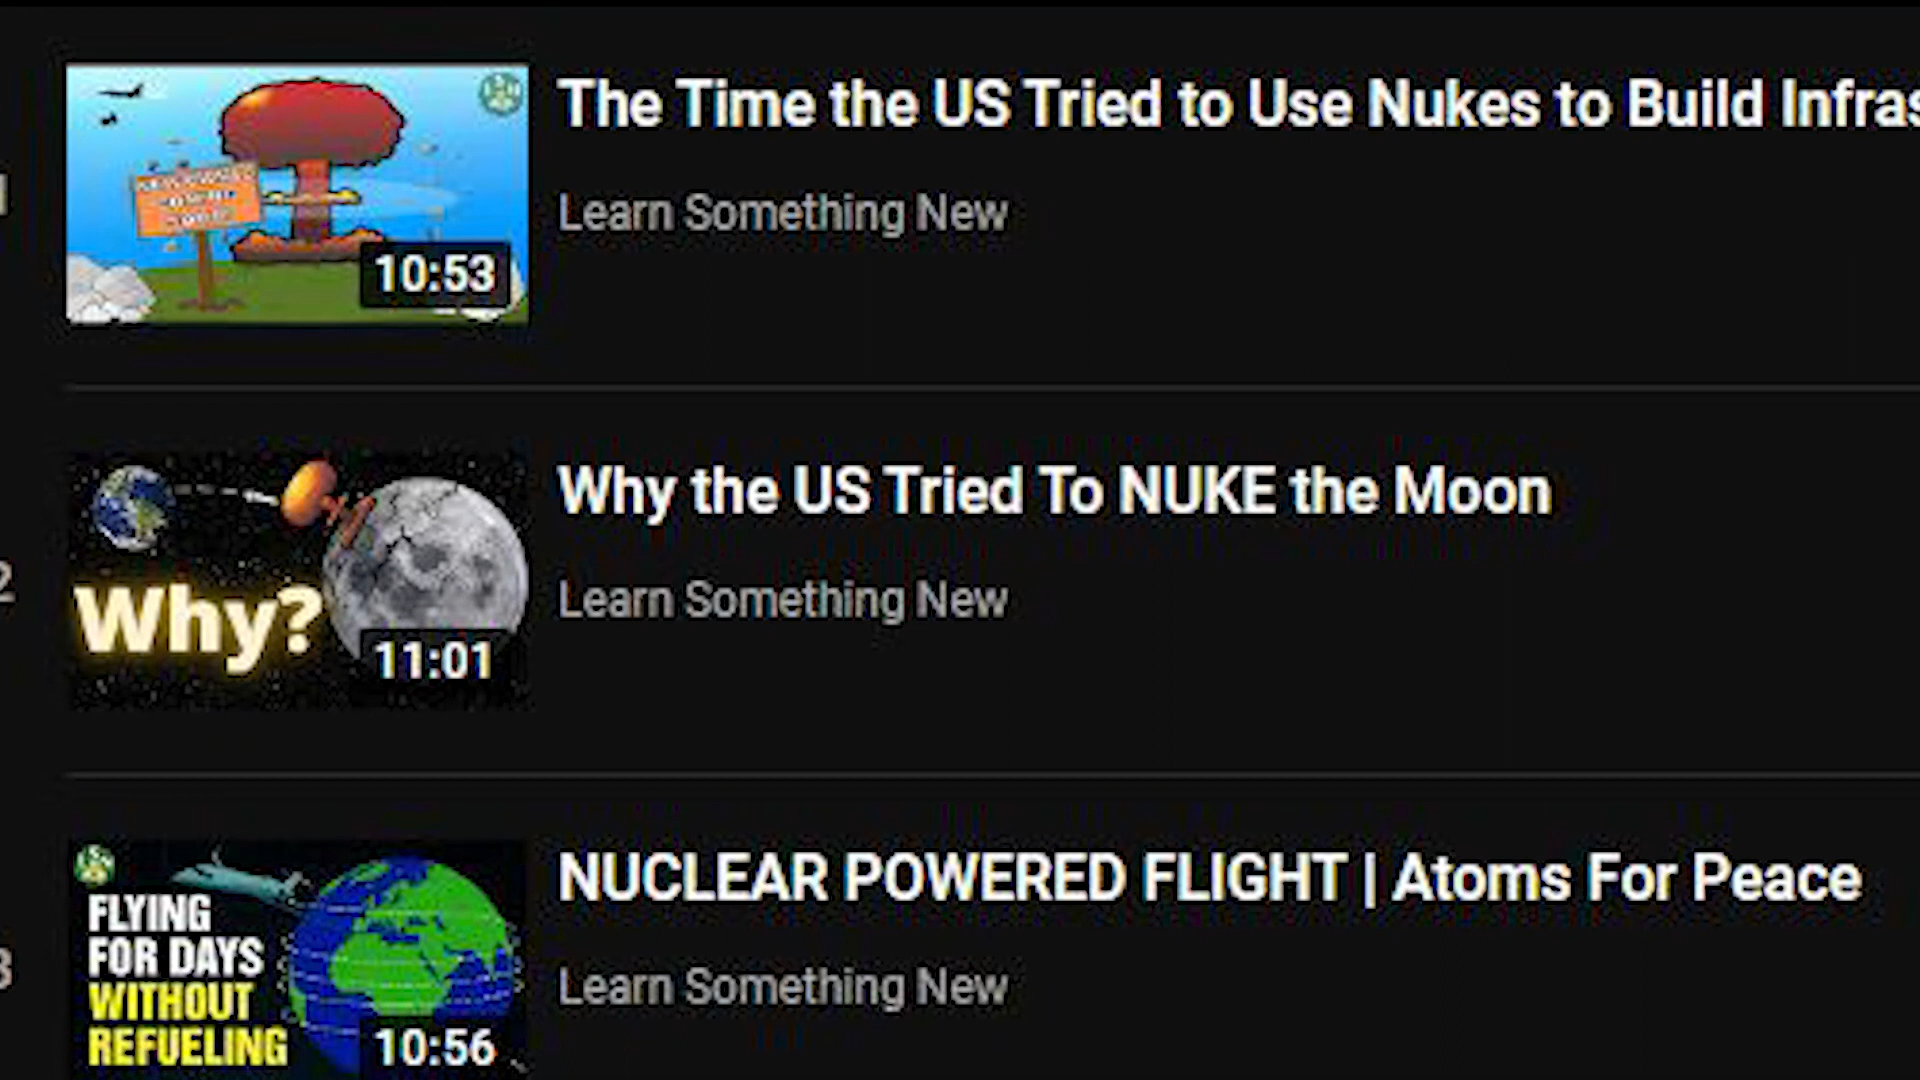 The Time the US Tried to Use Nukes to Build Infras
Learn Something New
10:53
2
Why the US Tried To NUKE the Moon
Learn Something New
Why?
11:01
3
NUCLEAR POWERED FLIGHT | Atoms For Peace
Learn Something New
FLYING
FOR DAYS
WITHOUT
REFUELING
10:56